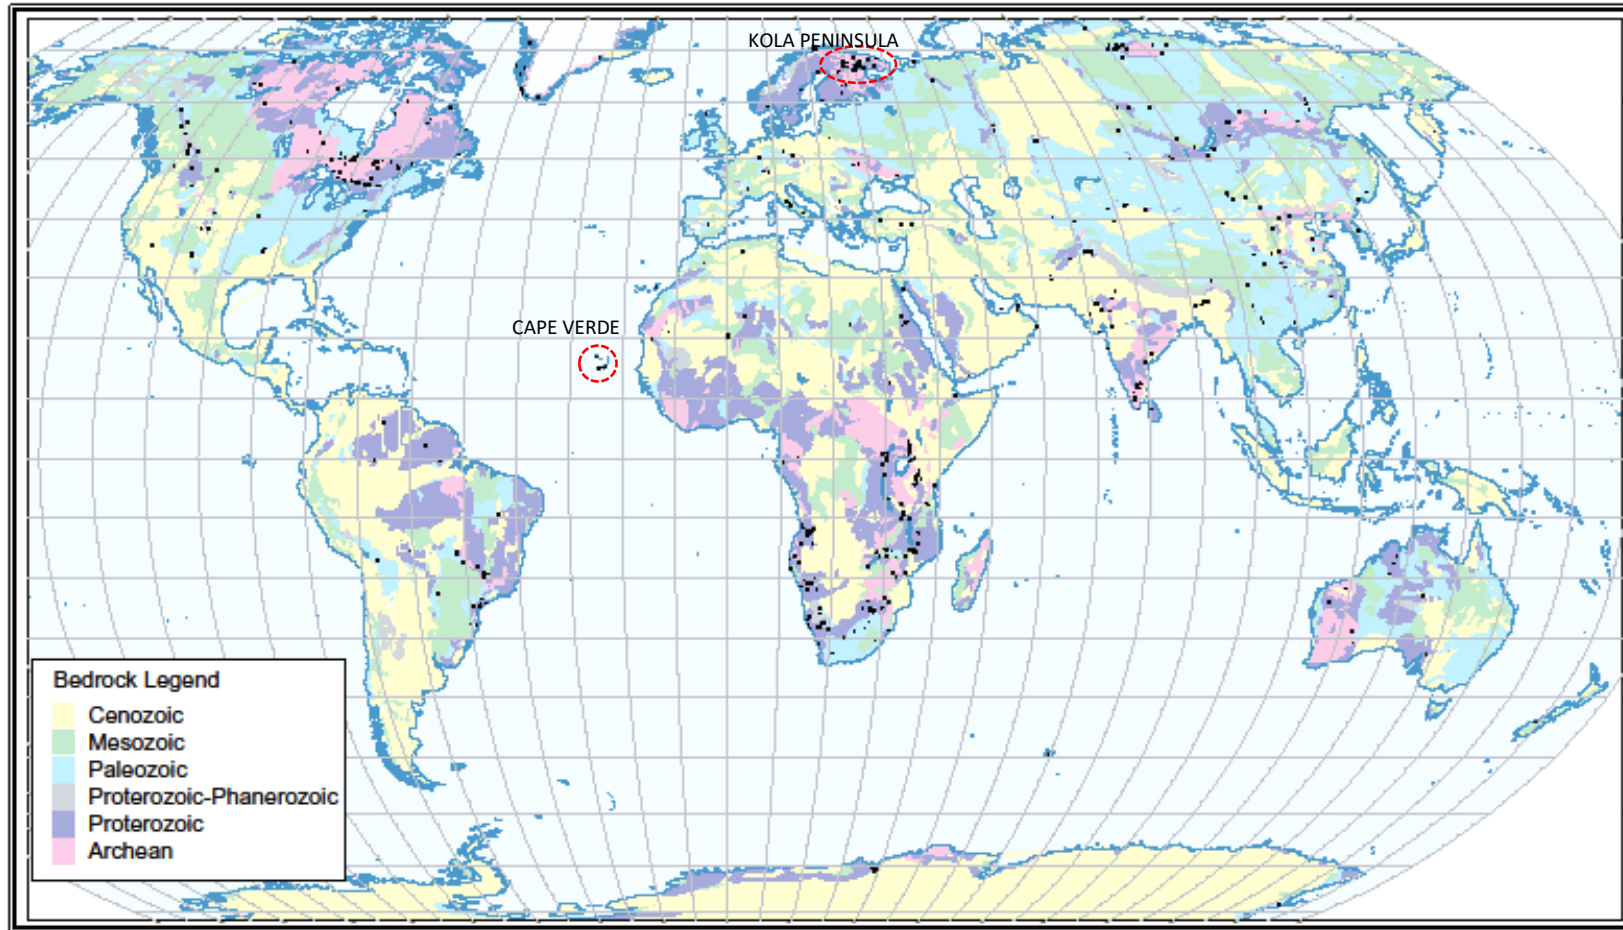 KOLA PENINSULA
CAPE VERDE
Bedrock Legend
Cenozoic
Mesozoic
Paleozoic
Proterozoic-Phanerozoic
Proterozoic
Archean